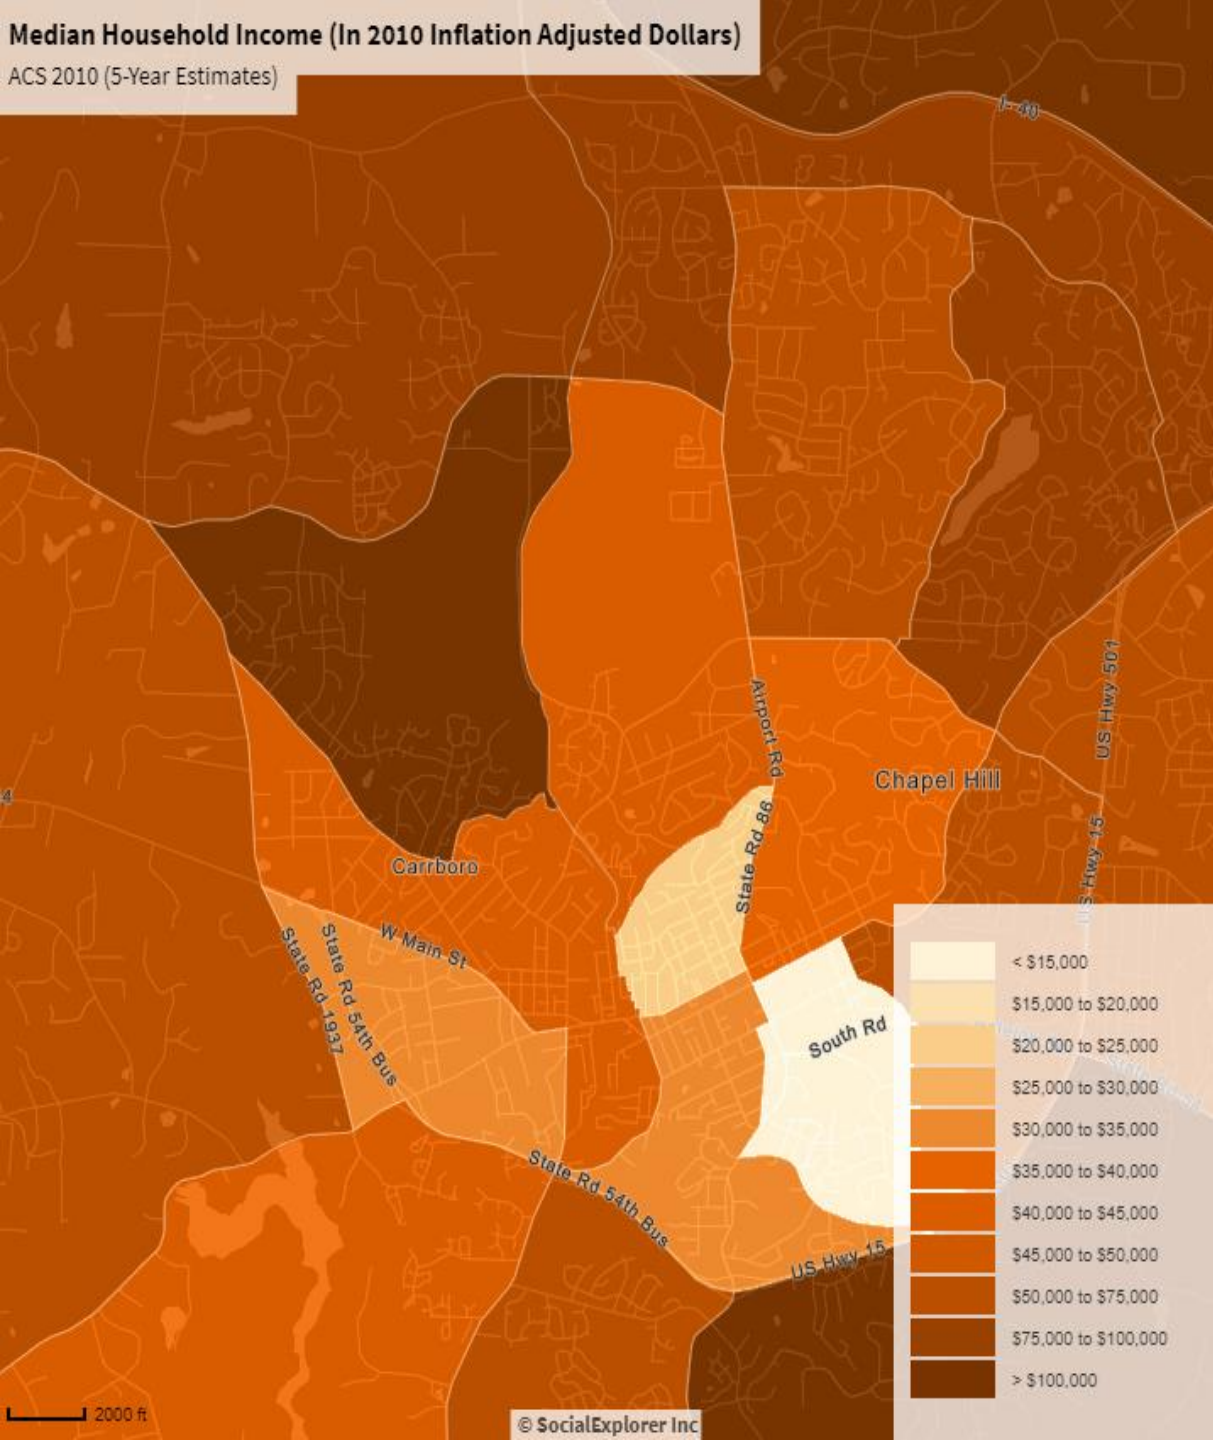 Median Household Income (In 2010 Inflation Adjusted Dollars)
ACS 2010 (5-Year Estimates)
I- 40
US Hwy 501
Airport Rd
Chapel Hill
4
State Rd 86
US Hwy 15
Carrboro
W Main St
State Rd 1937
State Rd 54th Bus
South Rd
State Rd 54th Bus
US Hwy 15
< $15,000
$15,000 to $20,000
$20,000 to $25,000
$25,000 to $30,000
$30,000 to $35,000
$35,000 to $40,000
$40,000 to $45,000
$45,000 to $50,000
$50,000 to $75,000
$75,000 to $100,000
> $100,000
2000 ft
© SocialExplorer Inc